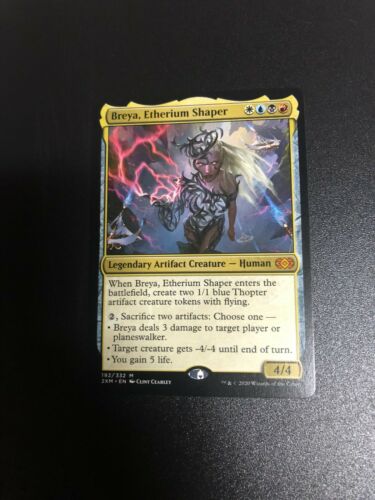 Breya, Etherium Shaper
Legendary Artifact Creature — Human
When Breya, Etherium Shaper enters the
battlefield, create two 1/1 blue Thopter
artifact creature tokens with flying.
2, Sacrifice two artifacts: Choose one —
• Breya deals 3 damage to target player or
planeswalker.
• Target creature gets -4/-4 until end of turn.
• You gain 5 life.
4/4
192/332 M
2XM • EN Clint Cearley
™ & © 2020 Wizards of the Coast